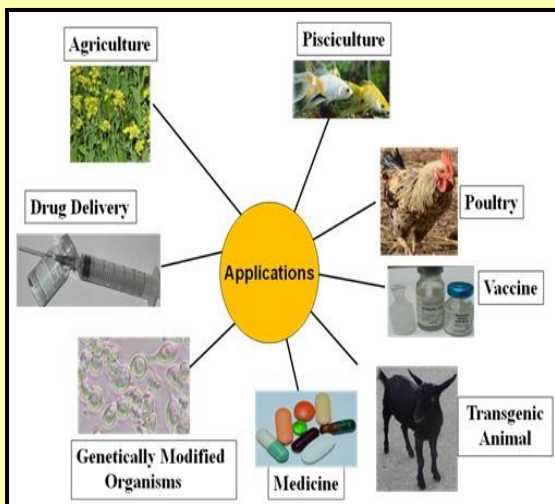 Agriculture
Pisciculture
Drug Delivery
Poultry
Applications
Vaccine
Genetically Modified
Organisms
Medicine
Transgenic
Animal